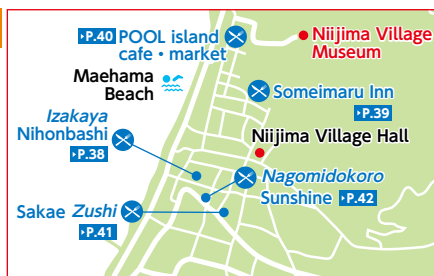 ▸P.40 POOL island
cafe • market
Niijima Village
Museum
Maehama
Beach
Someimaru Inn
▸P.39
Izakaya
Nihonbashi
▸P.38
Niijima Village Hall
Nagomidokoro
Sunshine ▸P.42
Sakae Zushi
▸P.41